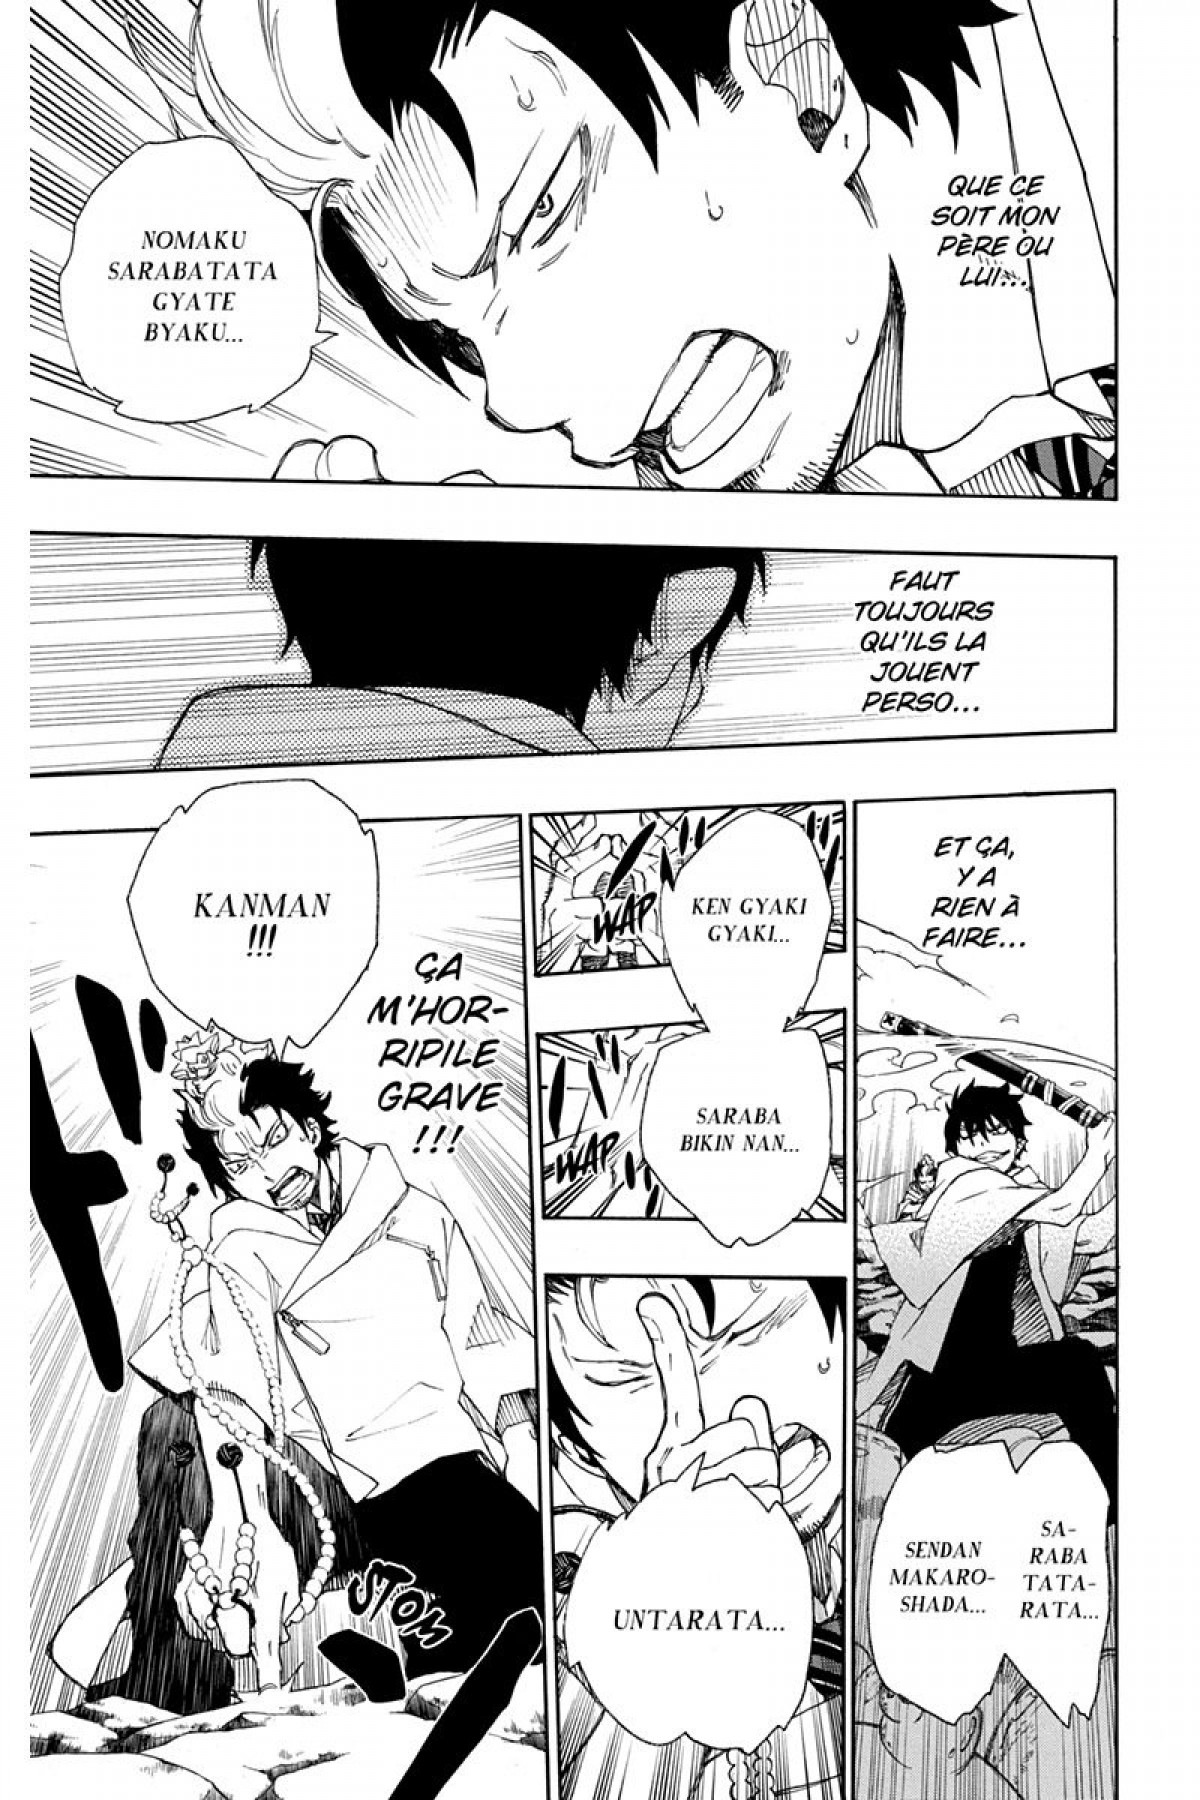 QUE CE
SOIT MON
PÈRE OU
LUI...
NOMAKU
SARABATATA
GYATE
BYAKU...
FAUT
TOUJOURS
QU'ILS LA
JOUENT
PERSO...
ET ÇA,
Y A
RIEN À
FAIRE...
SA-
RABA
TATA-
RATA...
SENDAN
MAKARO-
SHADA...
KEN GYAKI
GYAKI...
WAP
SARABA
BIKIN NAN...
WAP
UNTARATA...
KANMAN
!!!
ÇA
M'HOR-
RIPILE
GRAVE
!!!
STOM